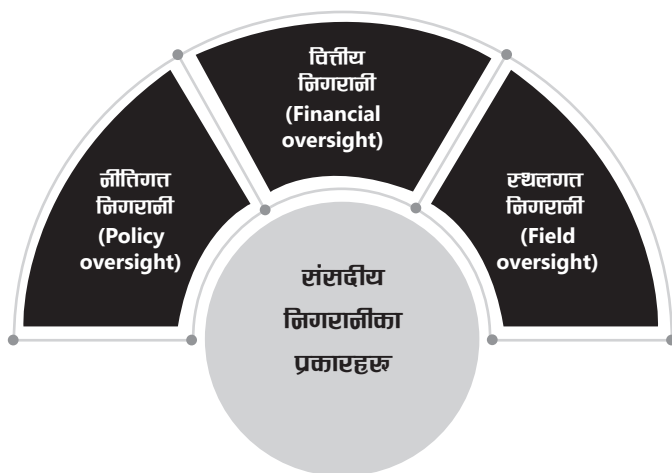 वित्तीय
निगरानी
(Financial
oversight)
नीतिगत
निगरानी
(Policy
oversight)
स्थलगत
निगरानी
(Field
oversight)
संसदीय
निगरानीका
प्रकारहरू